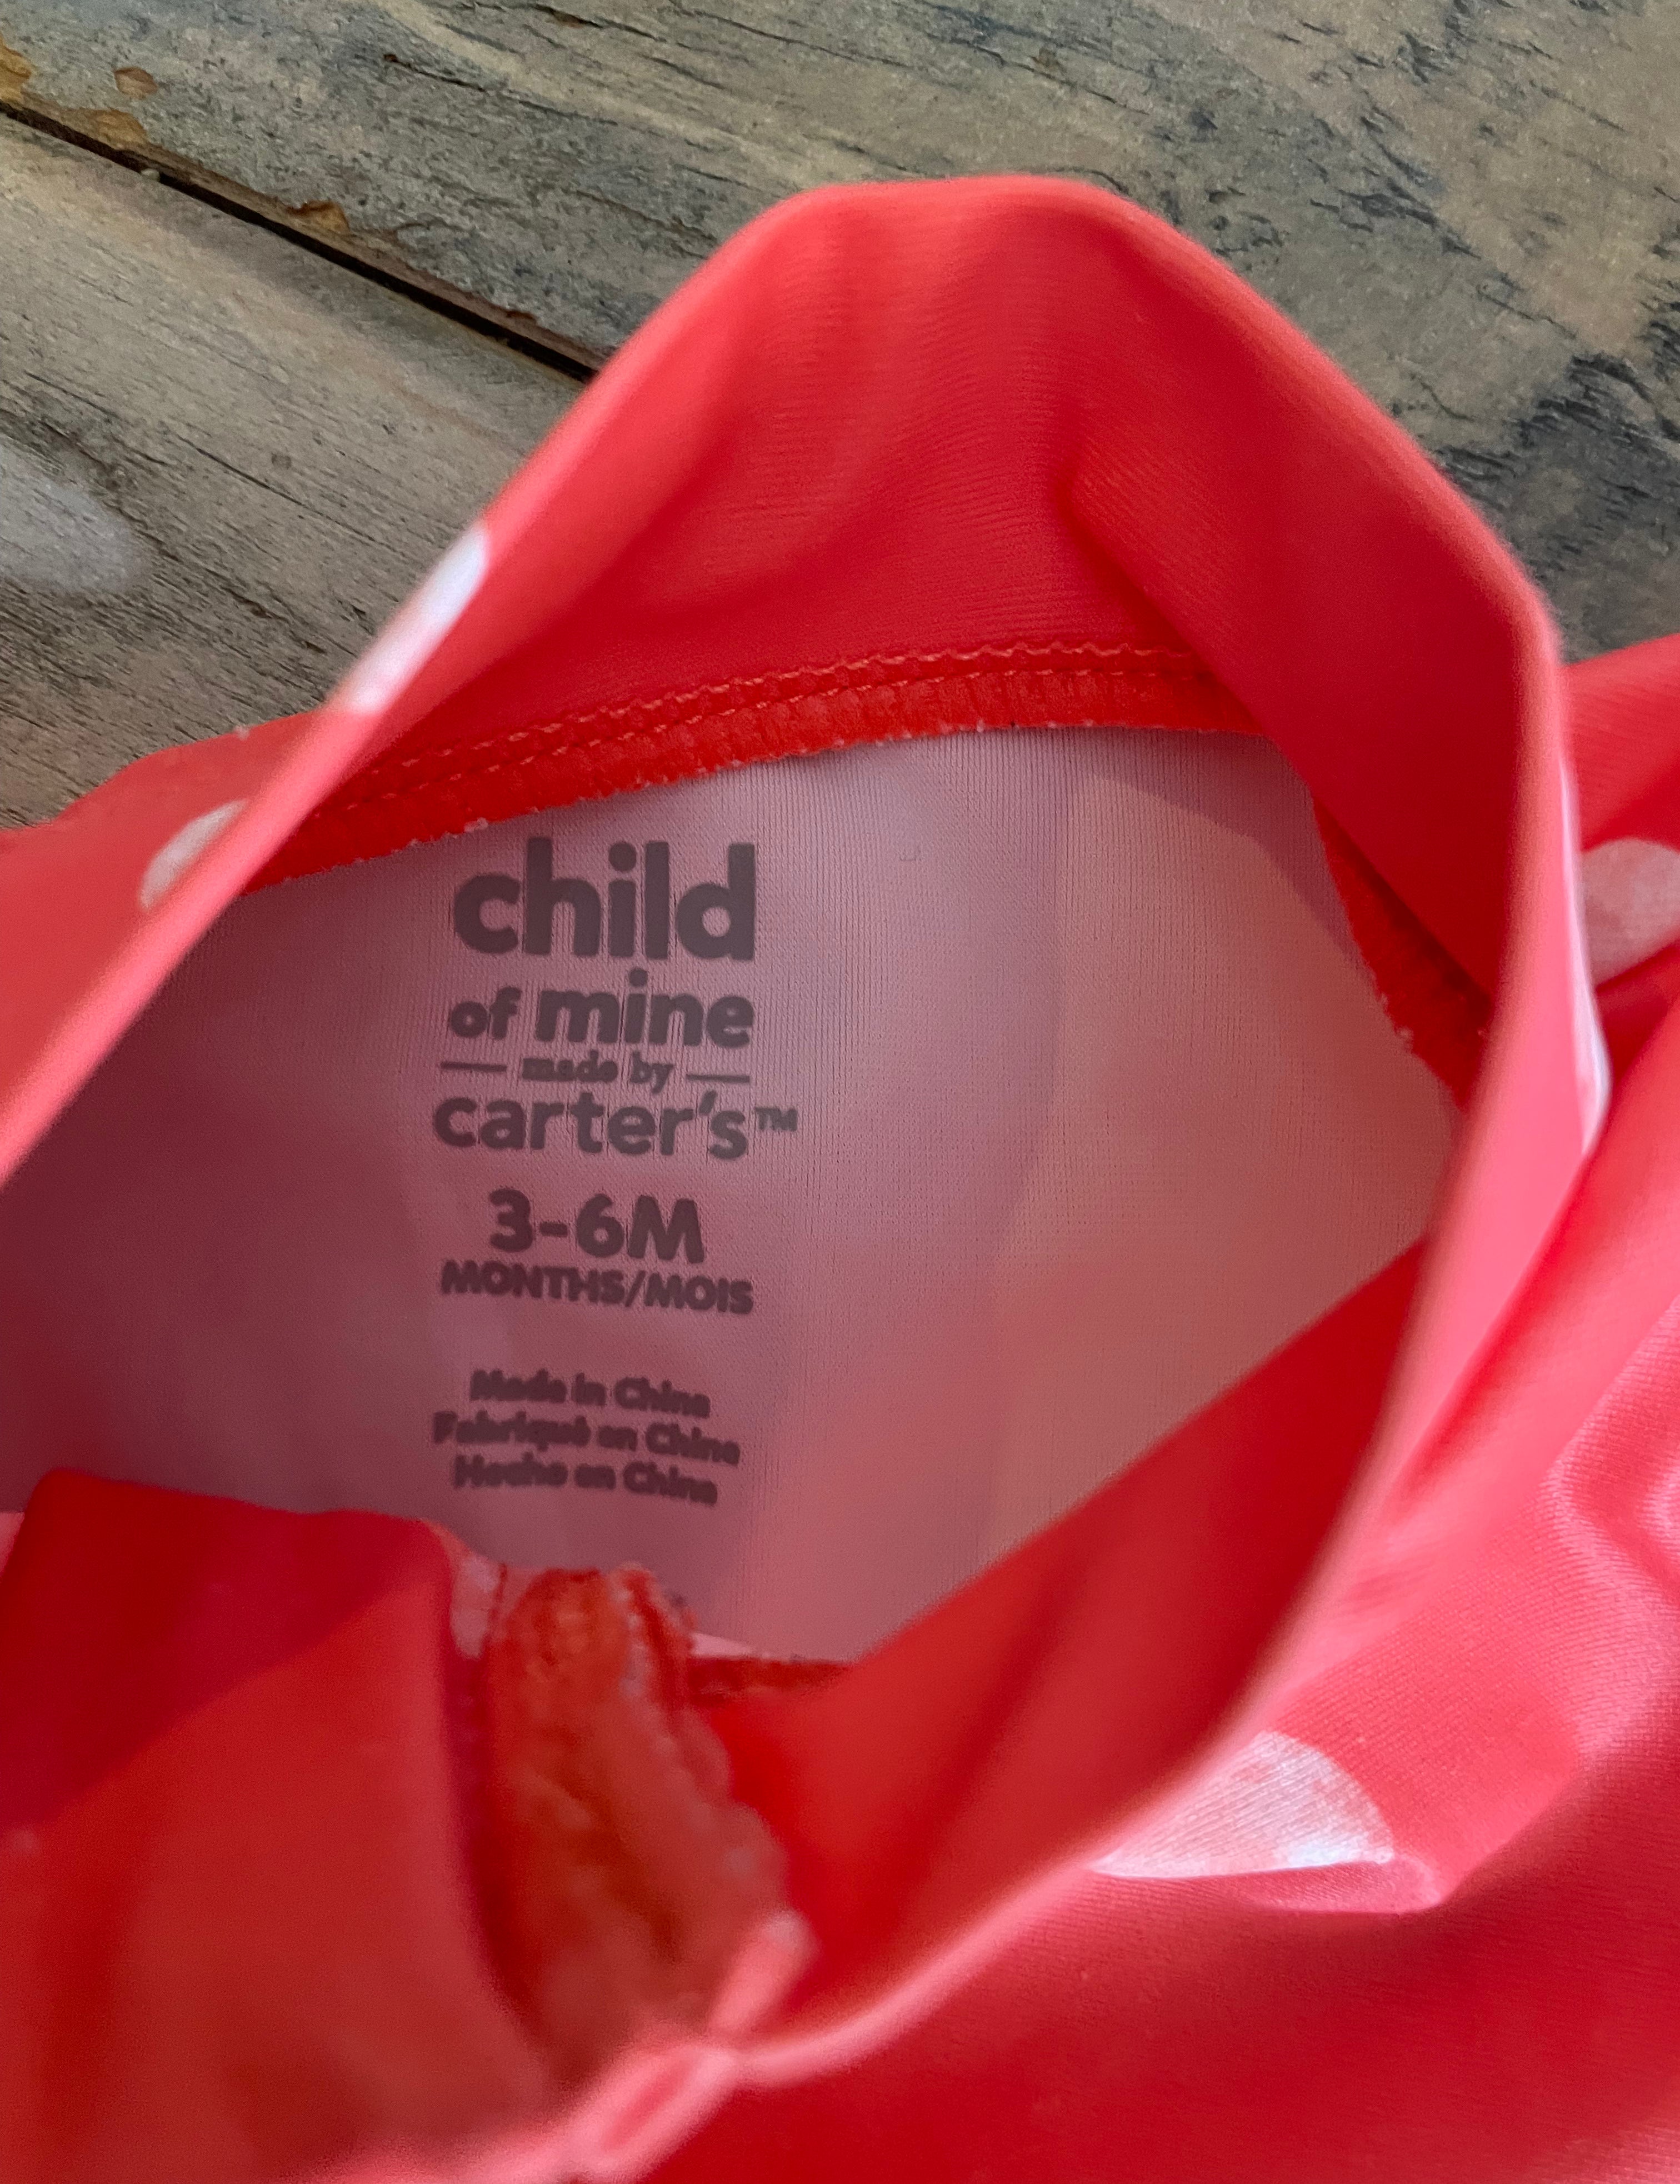 child
of mine
made by
carter's™
3-6M
MONTHS/MOIS
Made in China
Fabriqué en Chine
Hecho en China